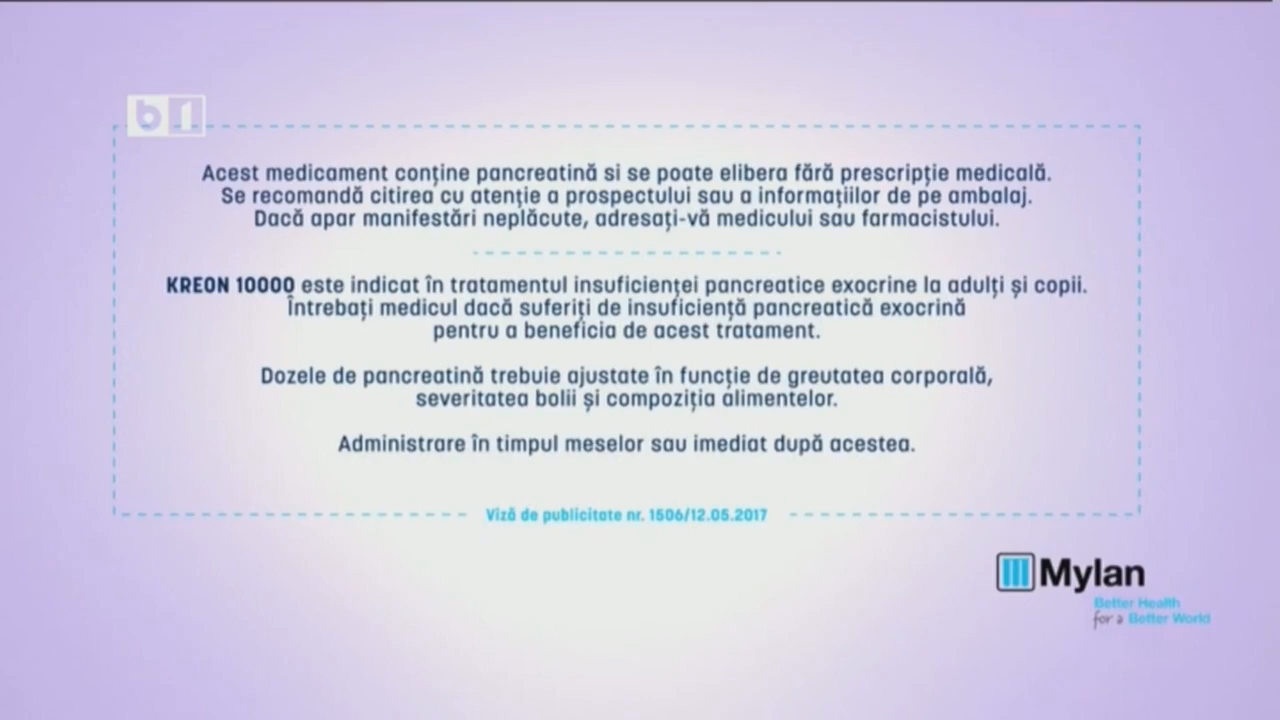 b1
Acest medicament conține pancreatină si se poate elibera fără prescripție medicală.
Se recomandă citirea cu atenție a prospectului sau a informațiilor de pe ambalaj.
Dacă apar manifestări neplăcute, adresați-vă medicului sau farmacistului.
KREON 10000 este indicat în tratamentul insuficienței pancreatice exocrine la adulți și copii.
Întrebați medicul dacă suferiți de insuficiență pancreatică exocrină
pentru a beneficia de acest tratament.
Dozele de pancreatină trebuie ajustate în funcție de greutatea corporală,
severitatea bolii și compoziția alimentelor.
Administrare în timpul meselor sau imediat după acestea.
Viză de publicitate nr. 1506/12.05.2017
Mylan
Better Health
for a Better World